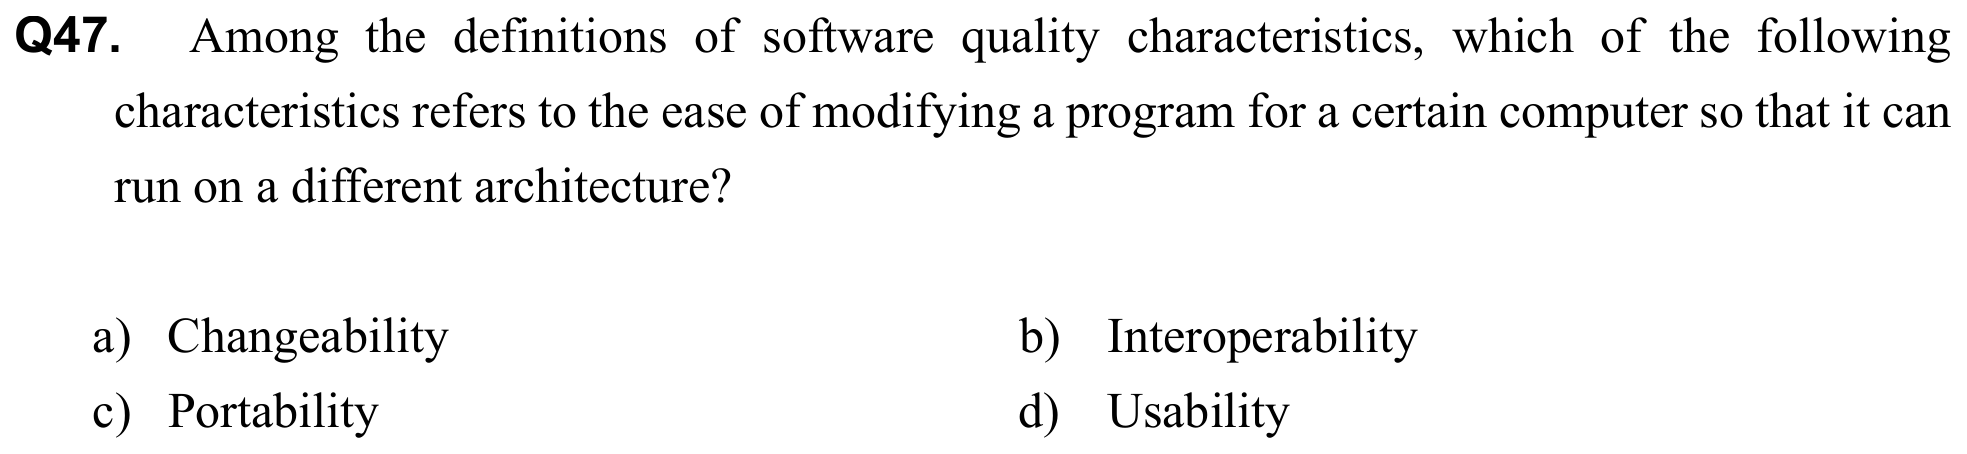 Q47. Among the definitions of software quality characteristics, which of the following
characteristics refers to the ease of modifying a program for a certain computer so that it can
run on a different architecture?
a) Changeability b) Interoperability
c) Portability d) Usability